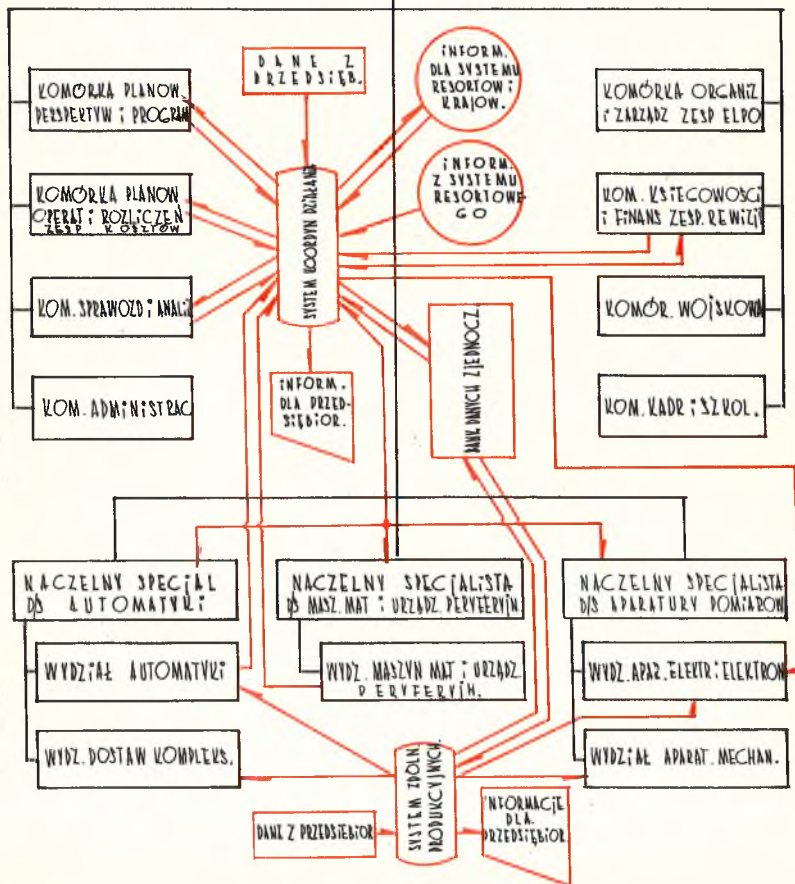 DANE Z
PRZEDSIĘB.
INFORM.
DLA SYSTEMU
RESORTOW i
KRAJOW.
KOMÓRKA PLANOW.
PERSPEKTYW i PROGRAM
KOMÓRKA ORGANIZ
i ZARZĄDZ ZESP ELPO
KOMÓRKA PLANOW
OPERAT i ROZLICZEŃ
ZESP KOSZTÓW
SYSTEM KOORDYN DZIAŁANIA
INFORM.
Z SYSTEMU
RESORTOWE-
GO
KOM. KSIĘGOWOŚCI
i FINANS ZESP. REWIZJI
KOM. SPRAWOZD i ANALIZ
KOMÓR. WOJSKOWA
KOM. ADMINISTRAC
INFORM.
DLA PRZED-
SIĘBIOR.
BANK DANYCH ZJEDNOCZ.
KOM. KADR i SZKOL.
NACZELNY SPECJAL
D/S AUTOMATYKI
NACZELNY SPECJALISTA
D/S MASZ. MAT i URZĄDZ. PERYFERYJN.
NACZELNY SPECJALISTA
D/S APARATURY POMIAROW
WYDZIAŁ AUTOMATYKI
WYDZ. MASZYN MAT i URZĄDZ.
PERYFERYJN.
WYDZ. APAR. ELEKTR i ELEKTRON
WYDZ. DOSTAW KOMPLEKS.
SYSTEM ZDOLN.
PRODUKCYJNYCH.
WYDZIAŁ APARAT. MECHAN.
DANE Z PRZEDSIĘBIOR
INFORMACJE
DLA
PRZEDSIĘBIOR.